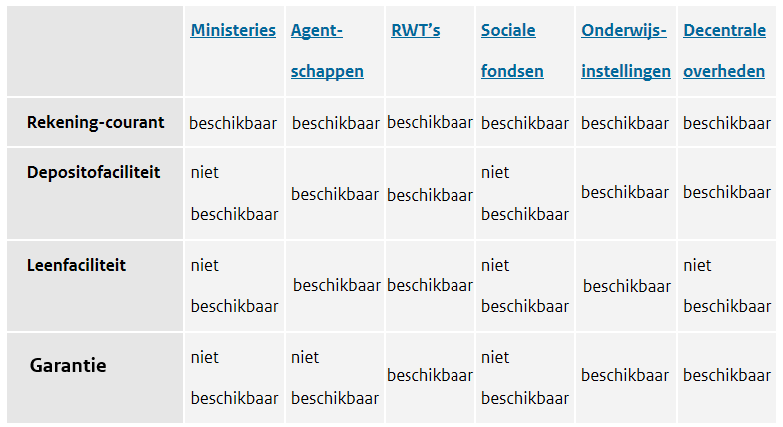 Ministeries Agent- RWT's Sociale Onderwijs- Decentrale
schappen fondsen instellingen overheden
Rekening-courant beschikbaar beschikbaar beschikbaar beschikbaar beschikbaar beschikbaar
Depositofaciliteit niet niet
beschikbaar beschikbaar beschikbaar beschikbaar
beschikbaar beschikbaar
Leenfaciliteit niet niet niet
beschikbaar beschikbaar beschikbaar
beschikbaar beschikbaar beschikbaar
Garantie niet niet niet
beschikbaar beschikbaar beschikbaar
beschikbaar beschikbaar beschikbaar